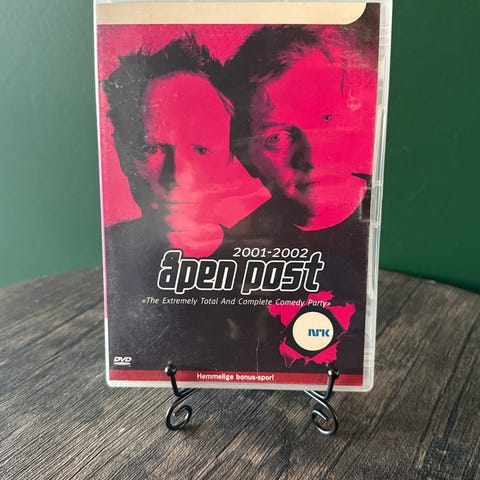 2001-2002
åpen post
«The Extremely Total And Complete Comedy Party»
NRK
DVD
Hemmelige bonus-spor!